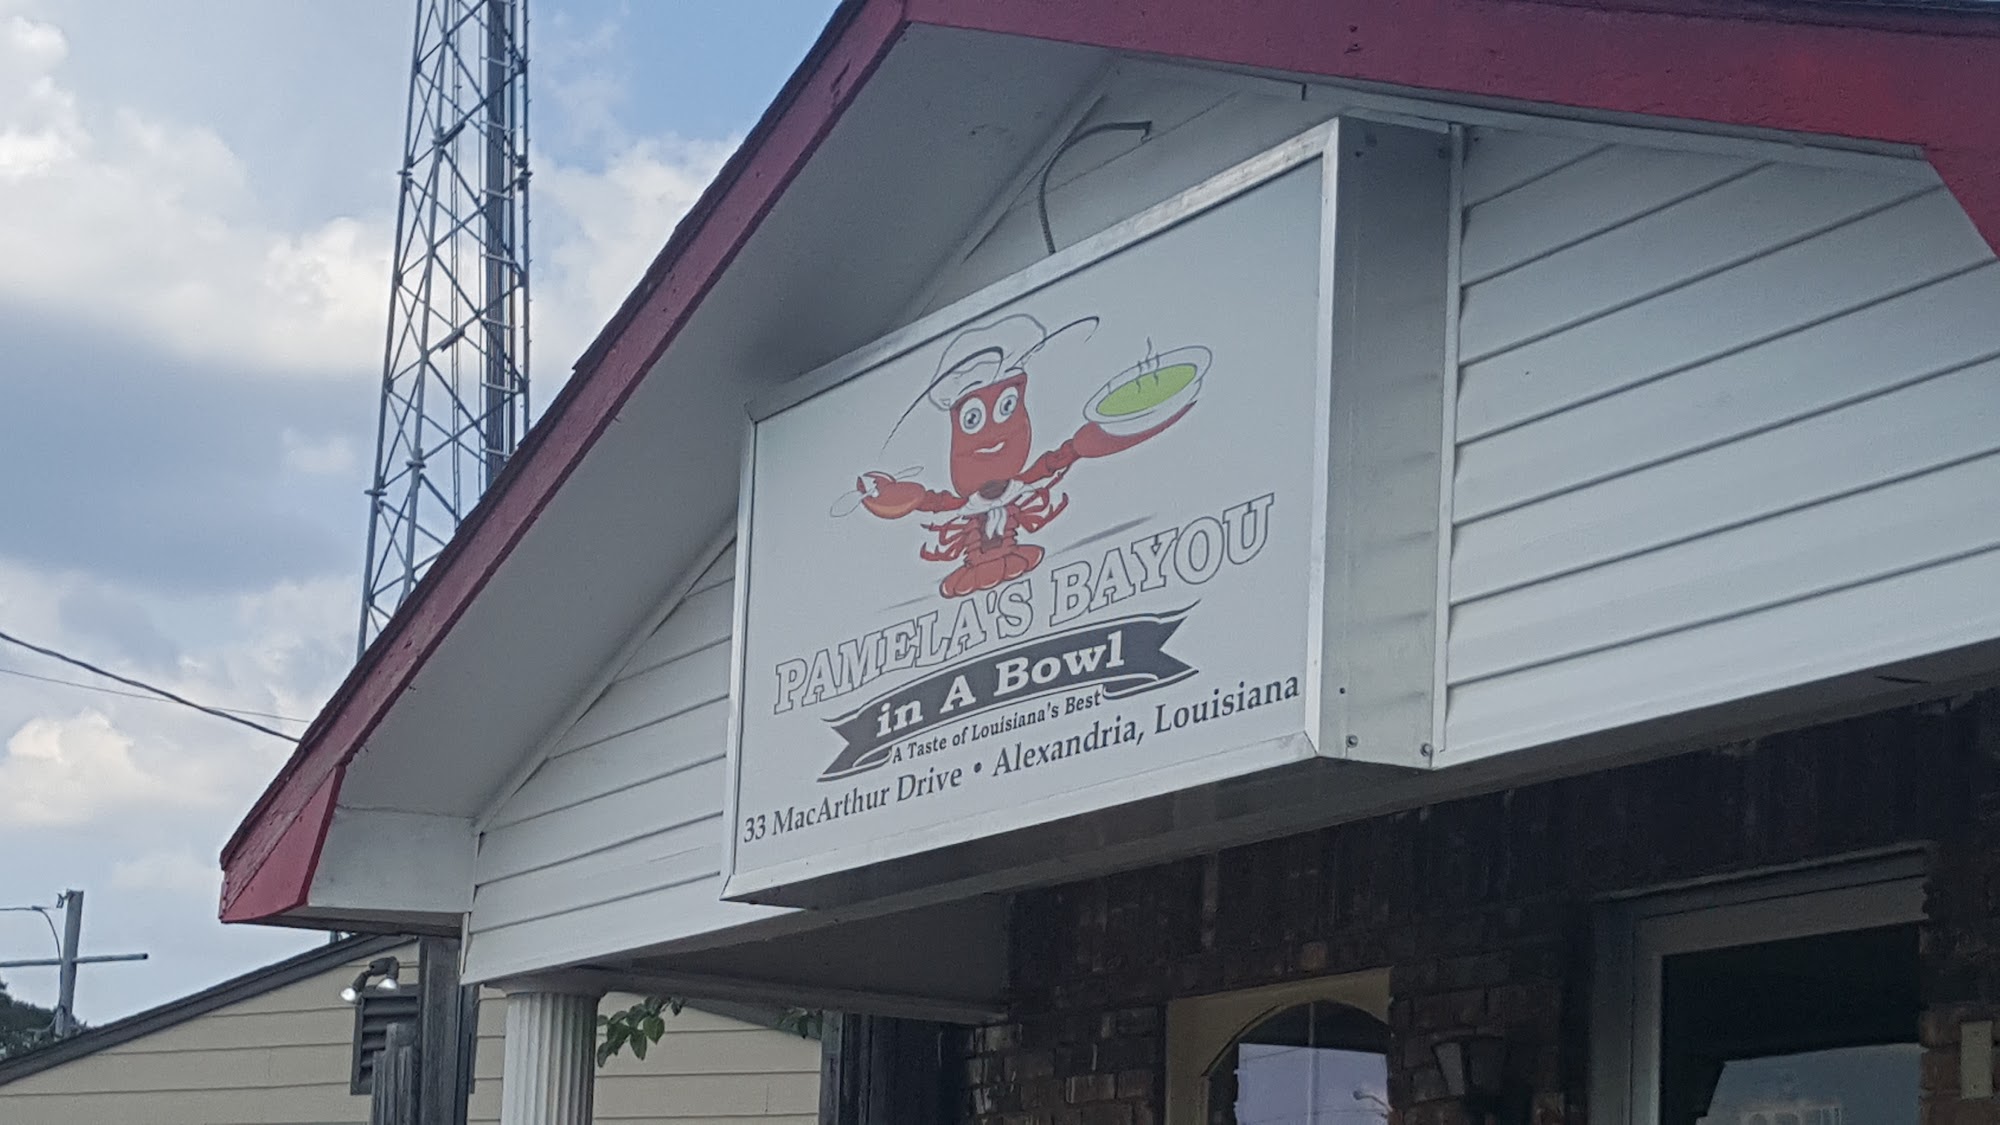 PAMELA'S BAYOU
in A Bowl
A Taste of Louisiana's Best
33 MacArthur Drive • Alexandria, Louisiana